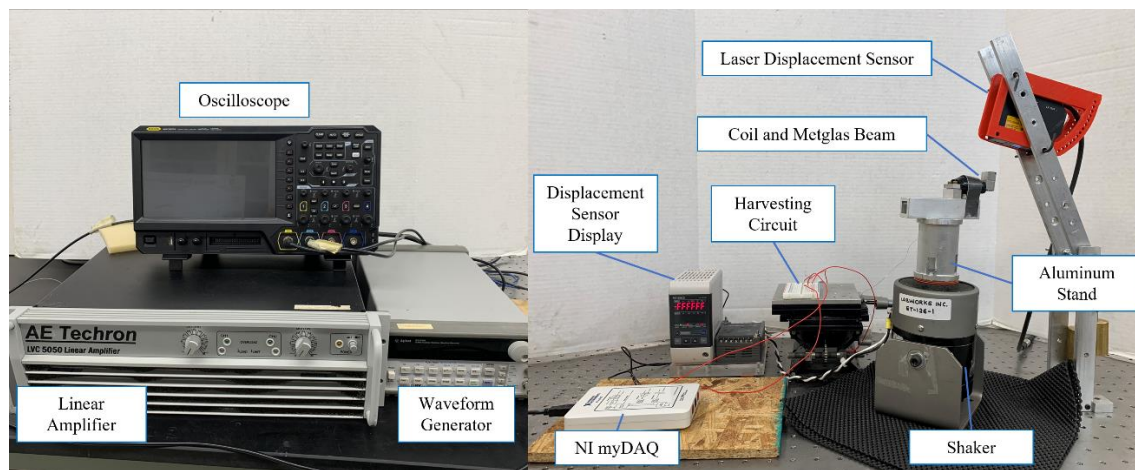 Oscilloscope
AE Techron
LVC 5050 Linear Amplifier
Linear
Amplifier
Waveform
Generator
Laser Displacement Sensor
Coil and Metglas Beam
Displacement
Sensor
Display
Harvesting
Circuit
Aluminum
Stand
LABWORKS INC.
ET-126-1
NI myDAQ
Shaker